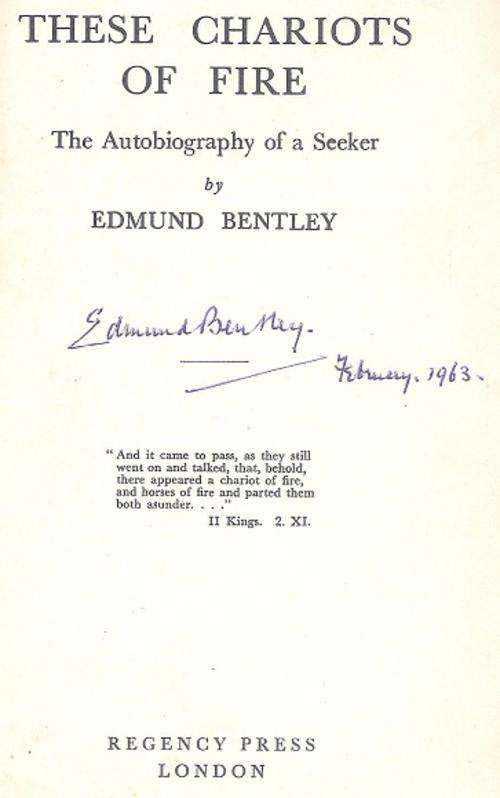 THESE CHARIOTS
OF FIRE
The Autobiography of a Seeker
by
EDMUND BENTLEY
Edmund Bentley.
February. 1963.
"And it came to pass, as they still
went on and talked, that, behold,
there appeared a chariot of fire,
and horses of fire and parted them
both asunder. . . ."
II Kings. 2. XI.
REGENCY PRESS
LONDON